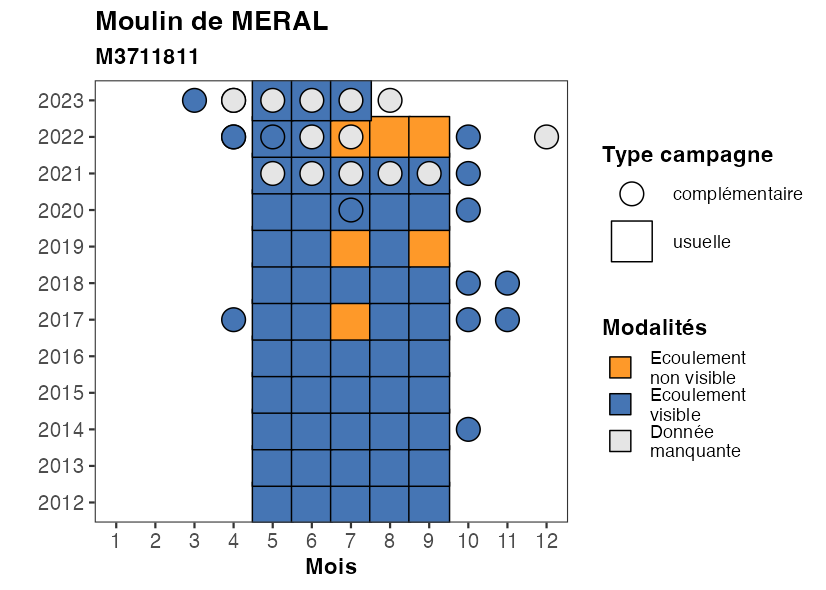 Moulin de MERAL
M3711811
2023
2022
2021
2020
2019
2018
2017
2016
2015
2014
2013
2012
1 2 3 4 5 6 7 8 9 10 11 12
Mois
Type campagne
complémentaire
usuelle
Modalités
Ecoulement
non visible
Ecoulement
visible
Donnée
manquante